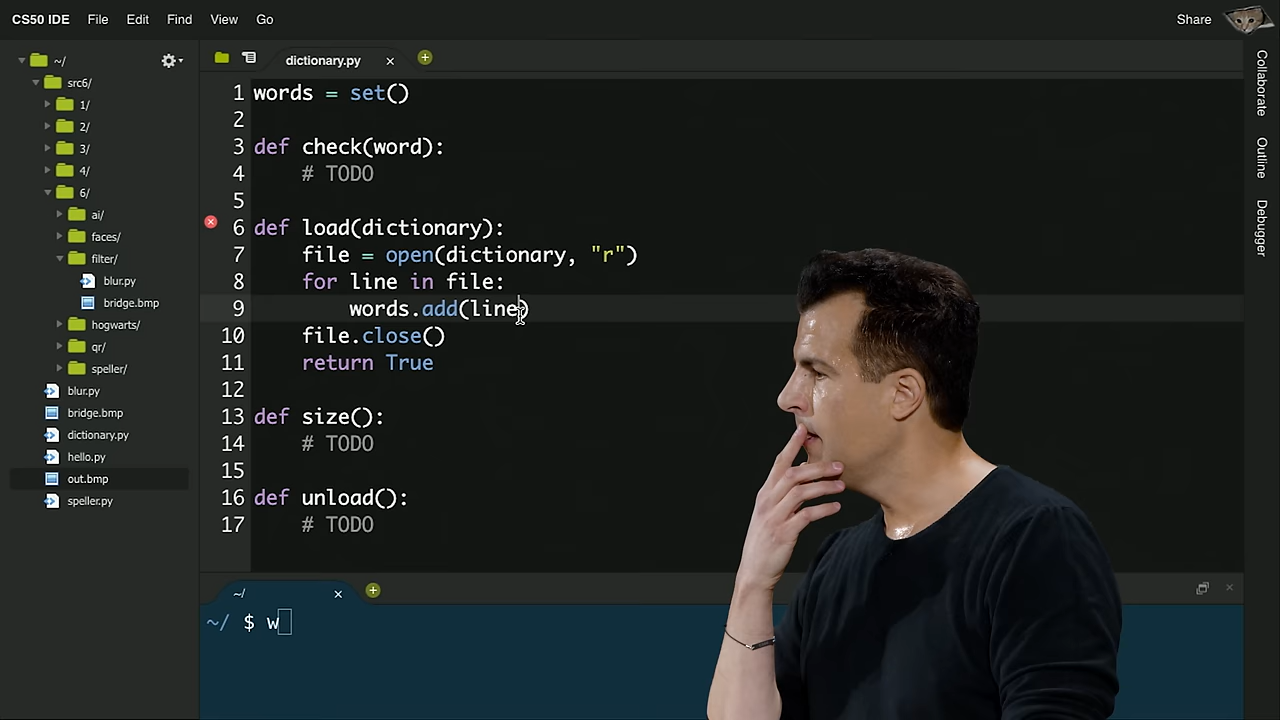 CS50 IDE File Edit Find View Go Share
~/
src6/
1/
2/
3/
4/
6/
ai/
faces/
filter/
blur.py
bridge.bmp
hogwarts/
qr/
speller/
blur.py
bridge.bmp
dictionary.py
hello.py
out.bmp
speller.py
dictionary.py
1 words = set()
2
3 def check(word):
4     # TODO
5
6 def load(dictionary):
7     file = open(dictionary, "r")
8     for line in file:
9         words.add(line)
10     file.close()
11     return True
12
13 def size():
14     # TODO
15
16 def unload():
17     # TODO
~/
~/ $ w
Collaborate
Outline
Debugger